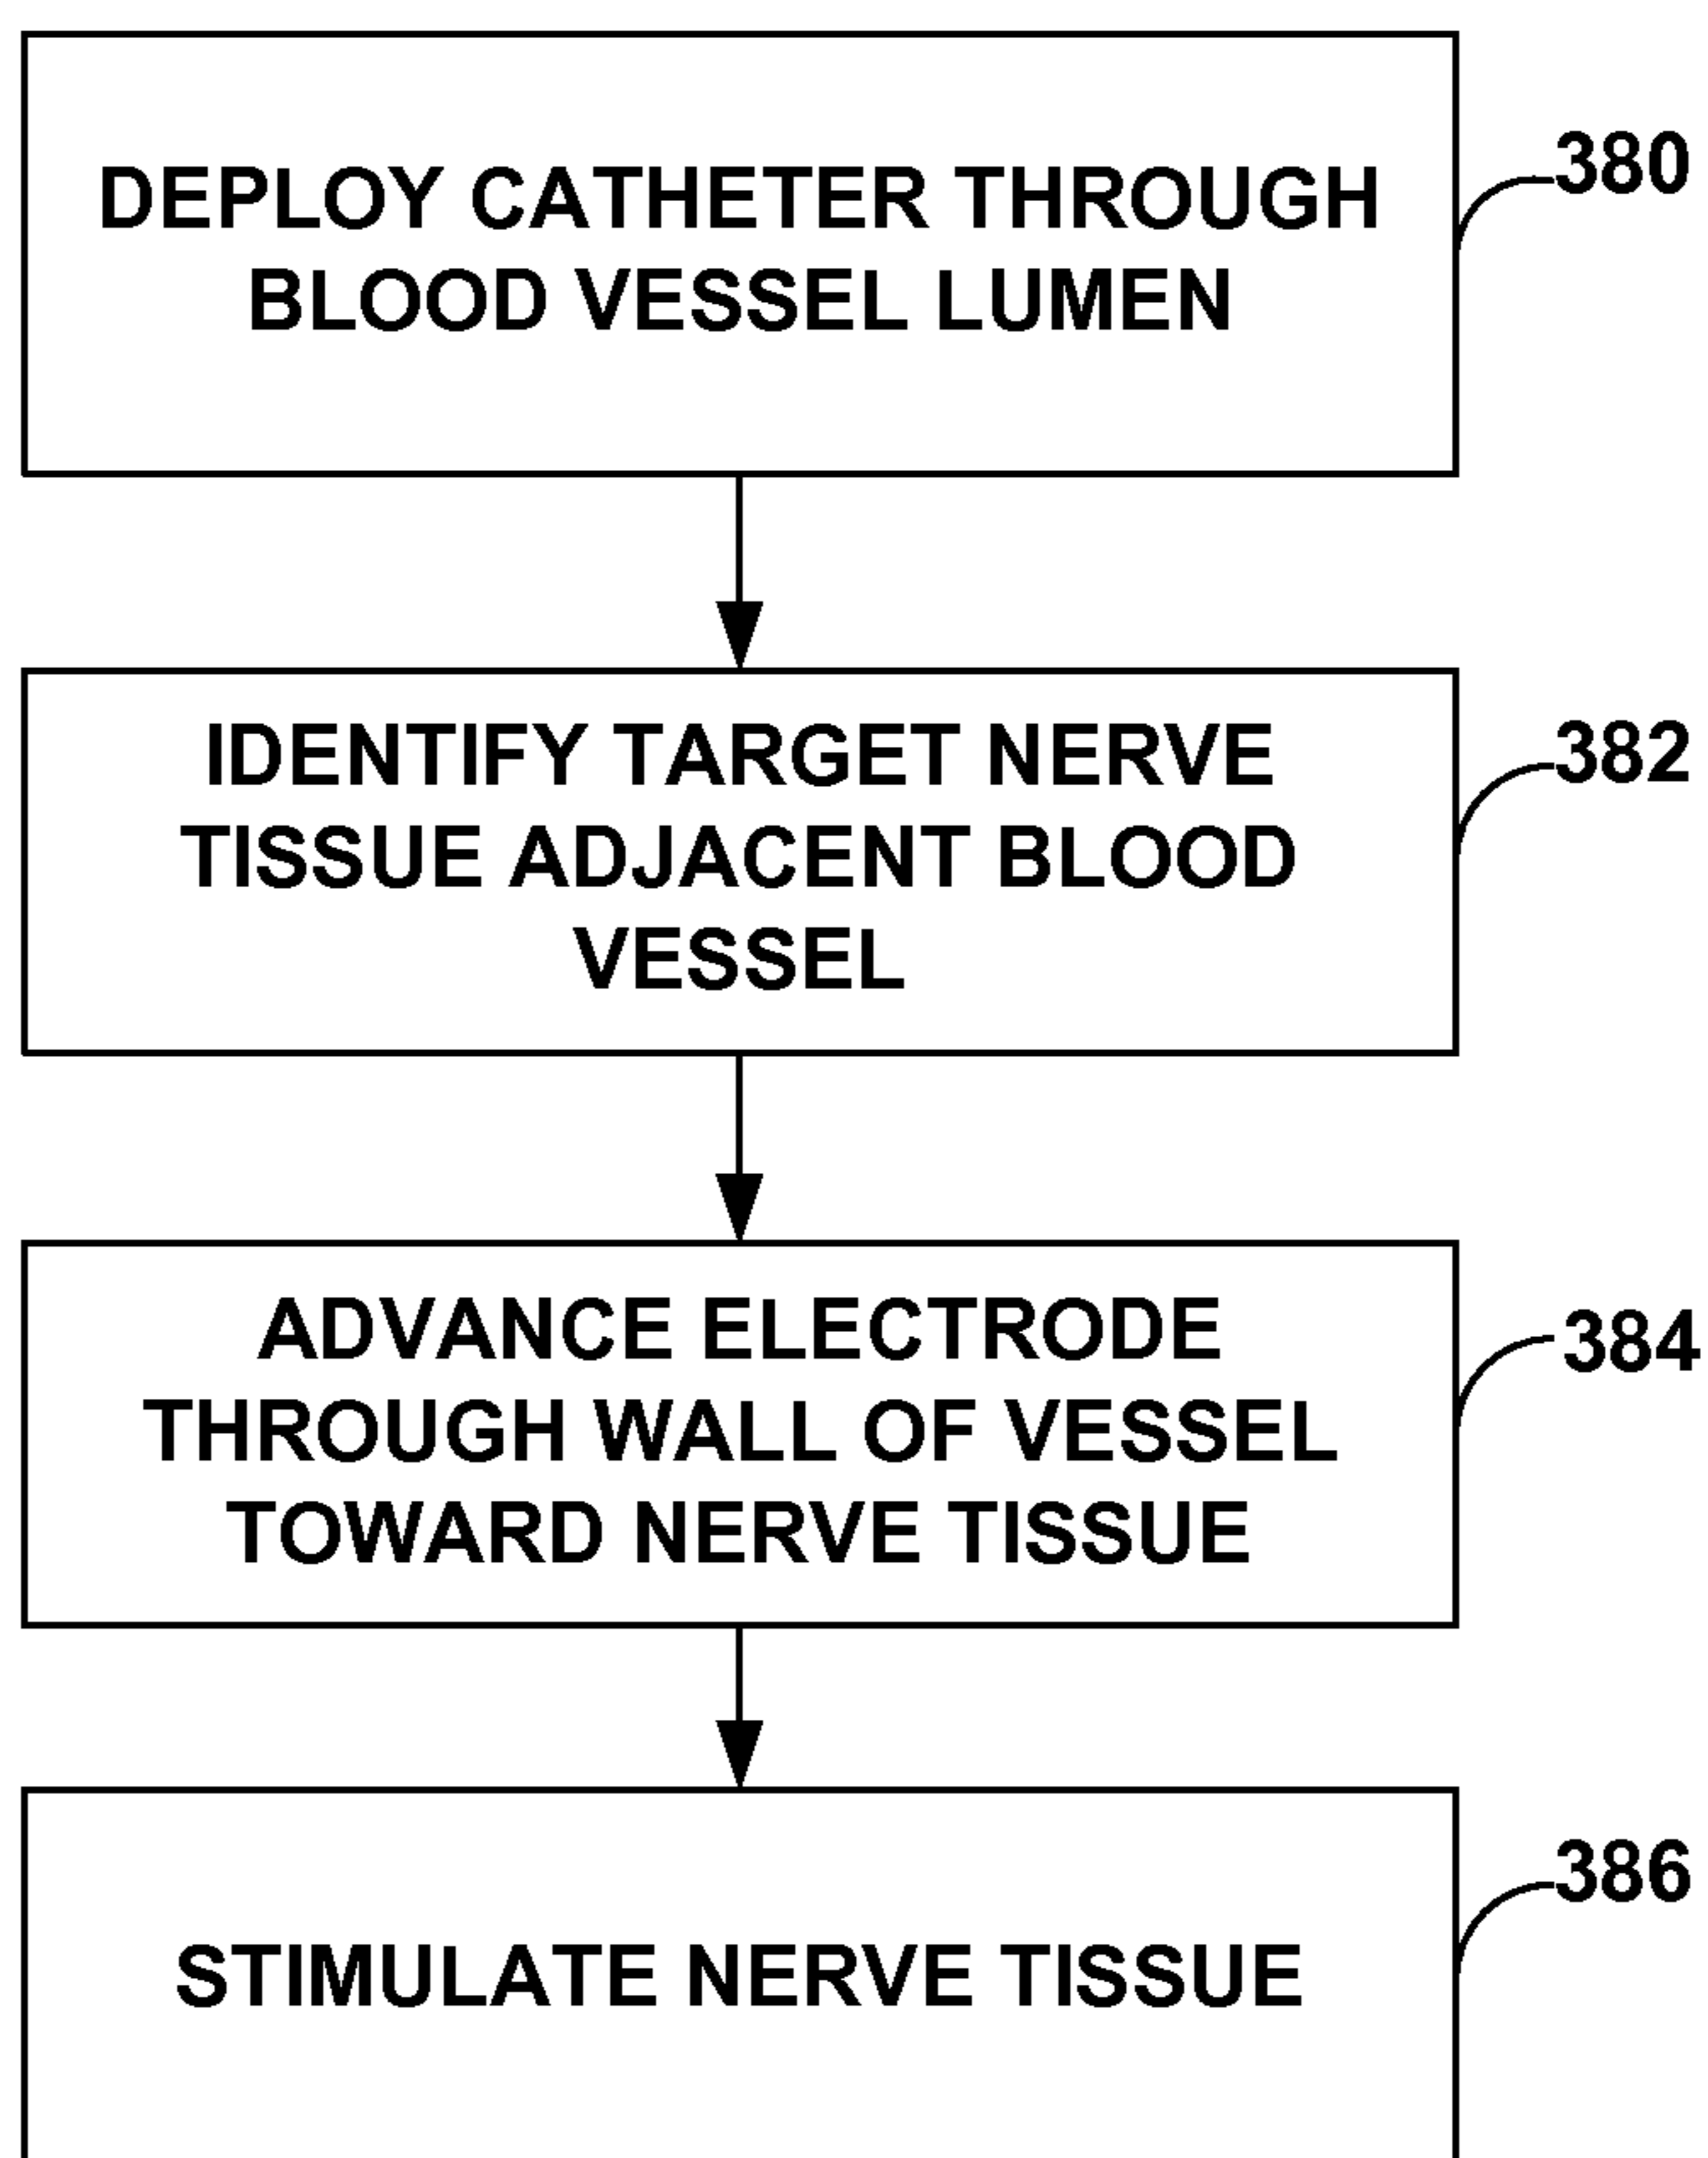 DEPLOY CATHETER THROUGH
BLOOD VESSEL LUMEN
380
IDENTIFY TARGET NERVE
TISSUE ADJACENT BLOOD
VESSEL
382
ADVANCE ELECTRODE
THROUGH WALL OF VESSEL
TOWARD NERVE TISSUE
384
STIMULATE NERVE TISSUE
386